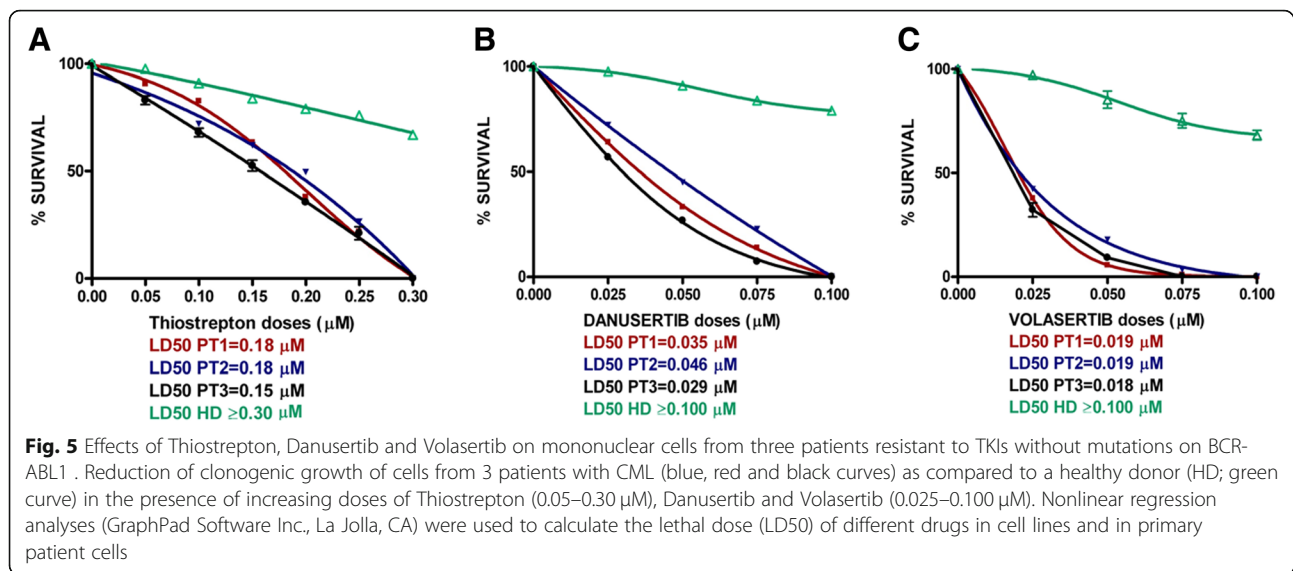 A
% SURVIVAL
100
50
0
0.00 0.05 0.10 0.15 0.20 0.25 0.30
Thiostrepton doses (μM)
LD50 PT1=0.18 μM
LD50 PT2=0.18 μM
LD50 PT3=0.15 μM
LD50 HD ≥0.30 μM
B
% SURVIVAL
100
50
0
0.000 0.025 0.050 0.075 0.100
DANUSERTIB doses (μM)
LD50 PT1=0.035 μM
LD50 PT2=0.046 μM
LD50 PT3=0.029 μM
LD50 HD ≥0.100 μM
C
% SURVIVAL
100
50
0
0.000 0.025 0.050 0.075 0.100
VOLASERTIB doses (μM)
LD50 PT1=0.019 μM
LD50 PT2=0.019 μM
LD50 PT3=0.018 μM
LD50 HD ≥0.100 μM
Fig. 5 Effects of Thiostrepton, Danusertib and Volasertib on mononuclear cells from three patients resistant to TKIs without mutations on BCR-
ABL1 . Reduction of clonogenic growth of cells from 3 patients with CML (blue, red and black curves) as compared to a healthy donor (HD; green
curve) in the presence of increasing doses of Thiostrepton (0.05–0.30 μM), Danusertib and Volasertib (0.025–0.100 μM). Nonlinear regression
analyses (GraphPad Software Inc., La Jolla, CA) were used to calculate the lethal dose (LD50) of different drugs in cell lines and in primary
patient cells